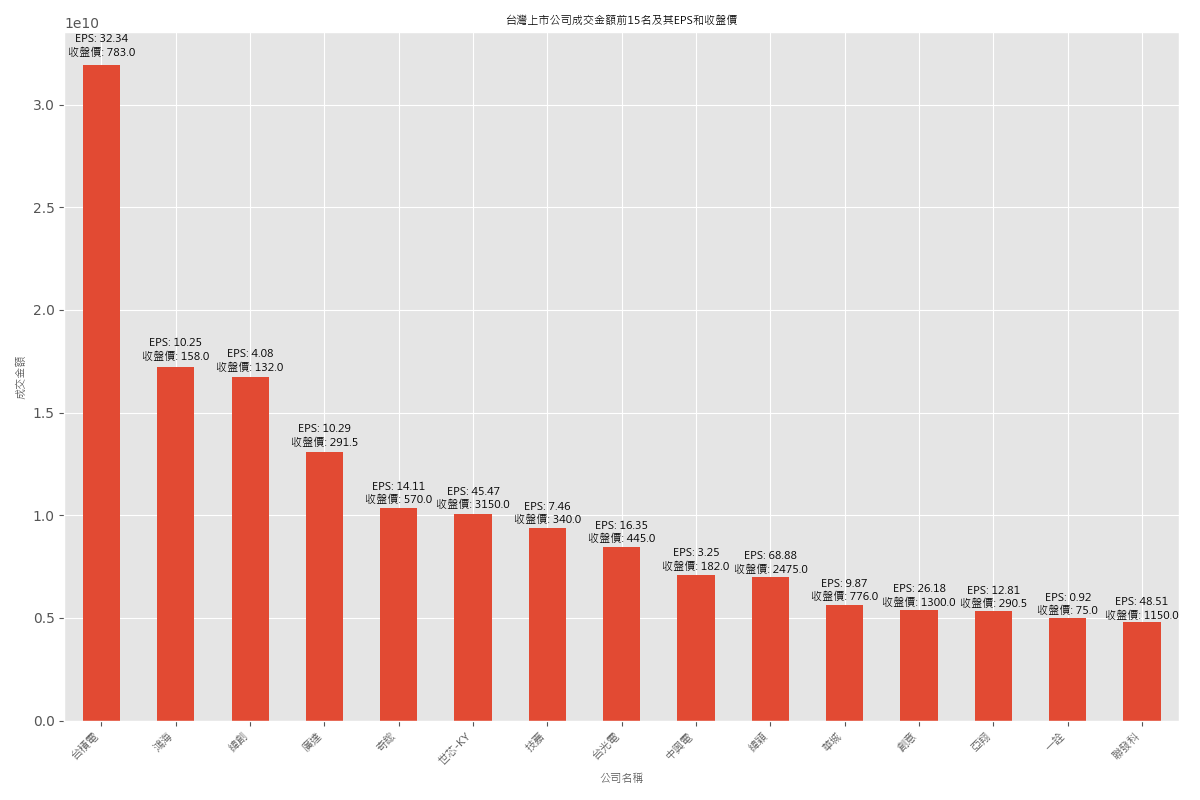 台灣上市公司成交金額前15名及其EPS和收盤價
1e10
3.0
2.5
2.0
1.5
1.0
0.5
0.0
成交金額
EPS: 32.34
收盤價: 783.0
EPS: 10.25
收盤價: 158.0
EPS: 4.08
收盤價: 132.0
EPS: 10.29
收盤價: 291.5
EPS: 14.11
收盤價: 570.0
EPS: 45.47
收盤價: 3150.0
EPS: 7.46
收盤價: 340.0
EPS: 16.35
收盤價: 445.0
EPS: 3.25
收盤價: 182.0
EPS: 68.88
收盤價: 2475.0
EPS: 9.87
收盤價: 776.0
EPS: 26.18
收盤價: 1300.0
EPS: 12.81
收盤價: 290.5
EPS: 0.92
收盤價: 75.0
EPS: 48.51
收盤價: 1150.0
台積電
鴻海
緯創
廣達
奇鋐
世芯-KY
技嘉
台光電
中興電
緯穎
華城
創意
亞翔
一詮
聯發科
公司名稱